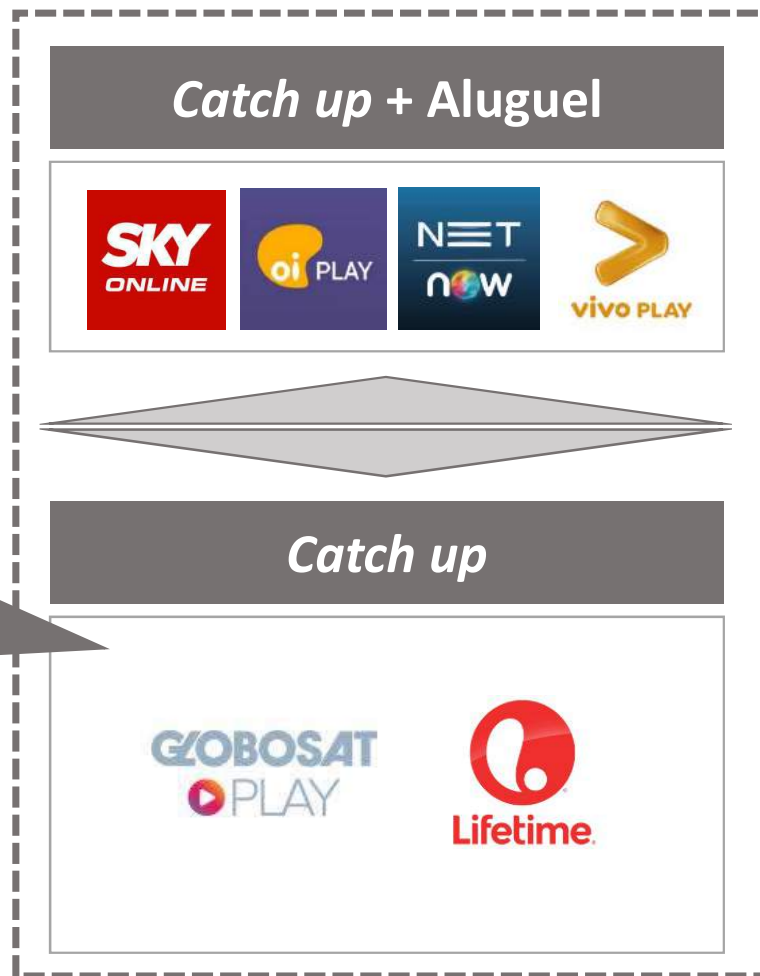 Catch up + Aluguel
SKY
ONLINE
oi PLAY
NET
NOW
vivo PLAY
Catch up
GLOBOSAT
PLAY
Lifetime